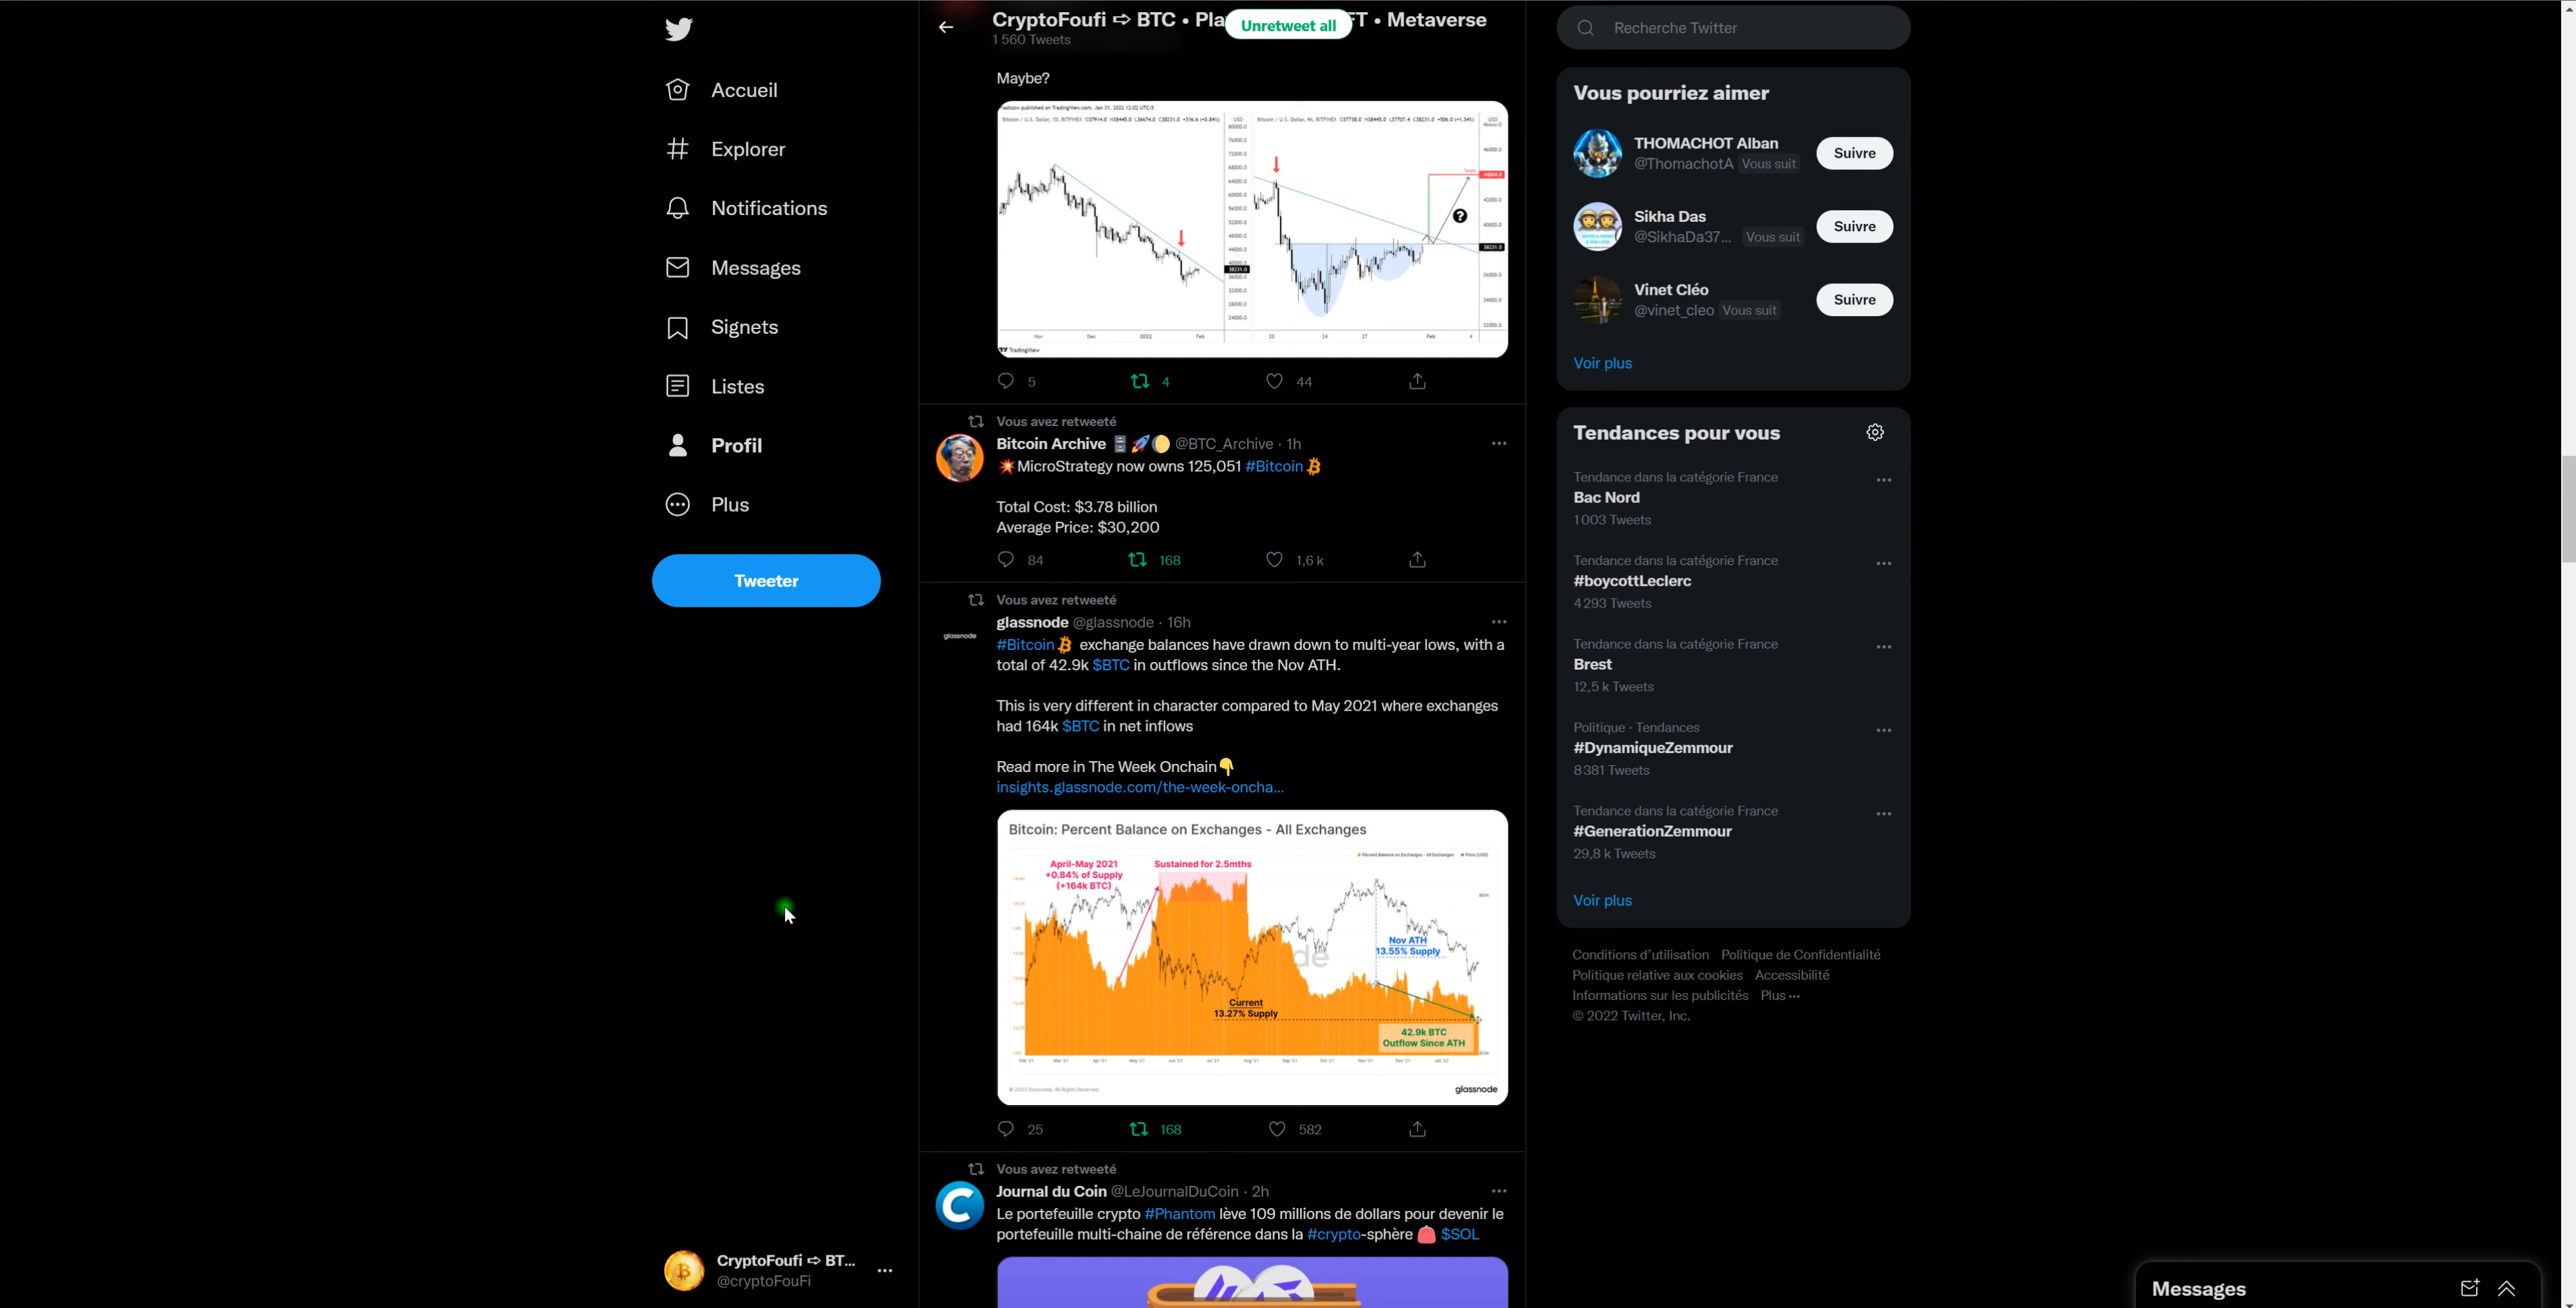 Accueil
Explorer
Notifications
Messages
Signets
Listes
Profil
Plus
Tweeter
CryptoFoufi ➪ BT...
@cryptoFouFi
CryptoFoufi ➪ BTC • Pla
Unretweet all
FT • Metaverse
1 560 Tweets
Maybe?
Nov
Dec
2022
Feb
TradingView
5
4
44
Vous avez retweeté
Bitcoin Archive @BTC_Archive · 1h
MicroStrategy now owns 125,051 #Bitcoin
Total Cost: $3.78 billion
Average Price: $30,200
84
168
1,6 k
Vous avez retweeté
glassnode
glassnode @glassnode · 16h
#Bitcoin exchange balances have drawn down to multi-year lows, with a
total of 42.9k $BTC in outflows since the Nov ATH.
This is very different in character compared to May 2021 where exchanges
had 164k $BTC in net inflows
Read more in The Week Onchain
insights.glassnode.com/the-week-oncha...
Bitcoin: Percent Balance on Exchanges - All Exchanges
April-May 2021
+0.84% of Supply
(+164k BTC)
Sustained for 2.5mths
Nov ATH
13.55% Supply
Current
13.27% Supply
42.9k BTC
Outflow Since ATH
glassnode
25
168
582
Vous avez retweeté
Journal du Coin @LeJournalDuCoin · 2h
Le portefeuille crypto #Phantom lève 109 millions de dollars pour devenir le
portefeuille multi-chaine de référence dans la #crypto-sphère $SOL
Recherche Twitter
Vous pourriez aimer
THOMACHOT Alban
@ThomachotA Vous suit
Suivre
Sikha Das
@SikhaDa37... Vous suit
Suivre
Vinet Cléo
@vinet_cleo Vous suit
Suivre
Voir plus
Tendances pour vous
Tendance dans la catégorie France
Bac Nord
1 003 Tweets
Tendance dans la catégorie France
#boycottLeclerc
4 293 Tweets
Tendance dans la catégorie France
Brest
12,5 k Tweets
Politique · Tendances
#DynamiqueZemmour
8 381 Tweets
Tendance dans la catégorie France
#GenerationZemmour
29,8 k Tweets
Voir plus
Conditions d'utilisation Politique de Confidentialité
Politique relative aux cookies Accessibilité
Informations sur les publicités Plus ...
© 2022 Twitter, Inc.
Messages